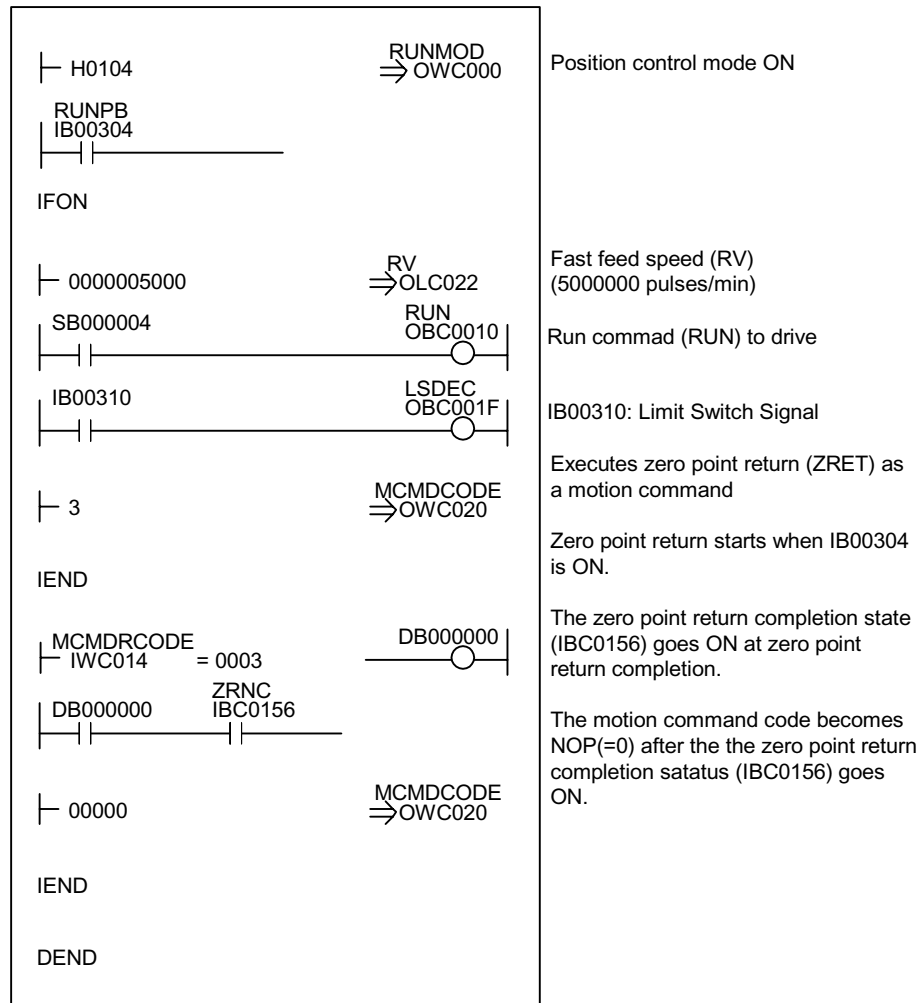 RUNMOD
H0104 ⇒ OWC000
Position control mode ON
RUNPB
IB00304
IFON
RV
0000005000 ⇒ OLC022
Fast feed speed (RV)
(5000000 pulses/min)
SB000004
RUN
OBC0010
Run commad (RUN) to drive
IB00310
LSDEC
OBC001F
IB00310: Limit Switch Signal
Executes zero point return (ZRET) as
a motion command
MCMDCODE
3 ⇒ OWC020
Zero point return starts when IB00304
is ON.
IEND
The zero point return completion state
(IBC0156) goes ON at zero point
return completion.
MCMDRCODE
IWC014 = 0003
DB000000
ZRNC
DB000000 IBC0156
The motion command code becomes
NOP(=0) after the the zero point return
completion satatus (IBC0156) goes
ON.
MCMDCODE
00000 ⇒ OWC020
IEND
DEND